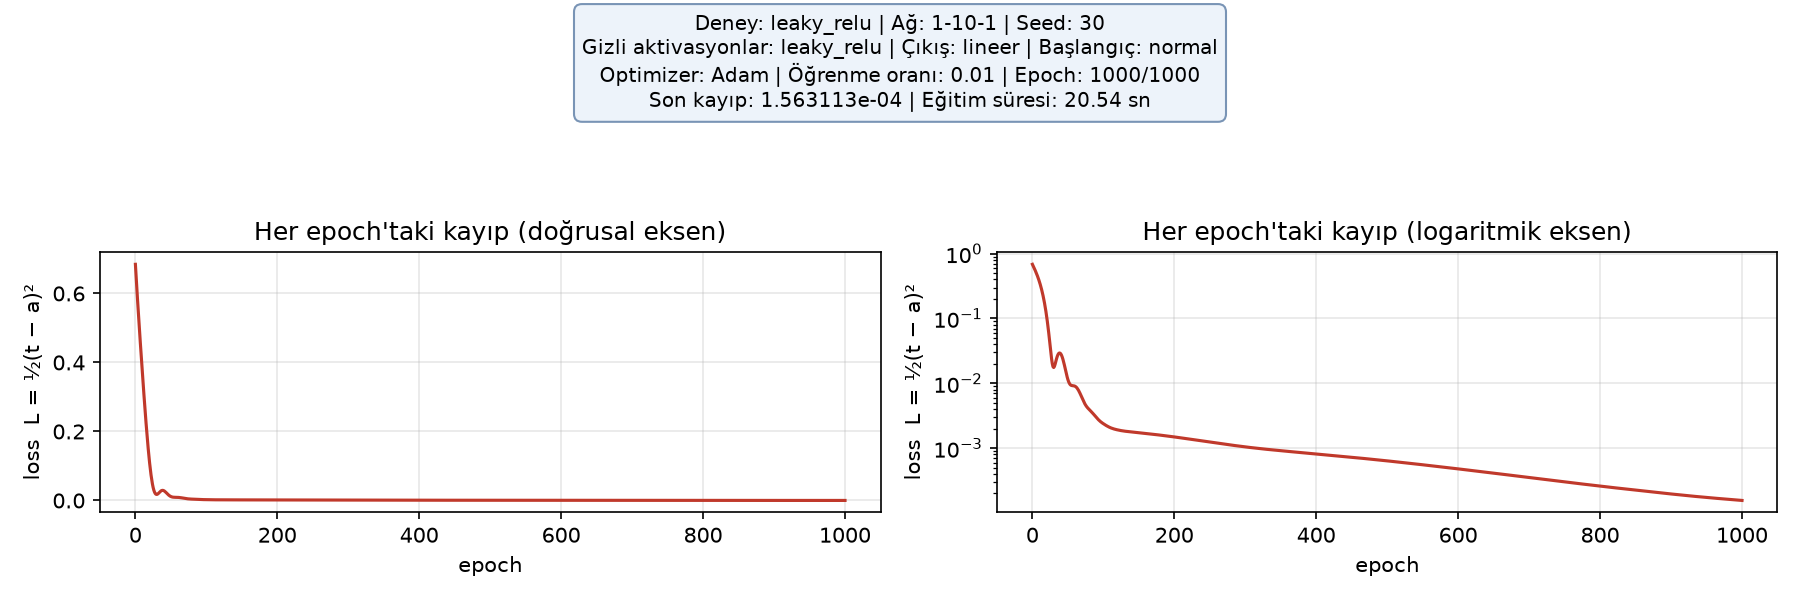 Deney: leaky_relu | Ağ: 1-10-1 | Seed: 30
Gizli aktivasyonlar: leaky_relu | Çıkış: lineer | Başlangıç: normal
Optimizer: Adam | Öğrenme oranı: 0.01 | Epoch: 1000/1000
Son kayıp: 1.563113e-04 | Eğitim süresi: 20.54 sn
Her epoch'taki kayıp (doğrusal eksen)
loss L = ½(t − a)²
0.6
0.4
0.2
0.0
0 200 400 600 800 1000
epoch
Her epoch'taki kayıp (logaritmik eksen)
loss L = ½(t − a)²
10⁰
10⁻¹
10⁻²
10⁻³
0 200 400 600 800 1000
epoch